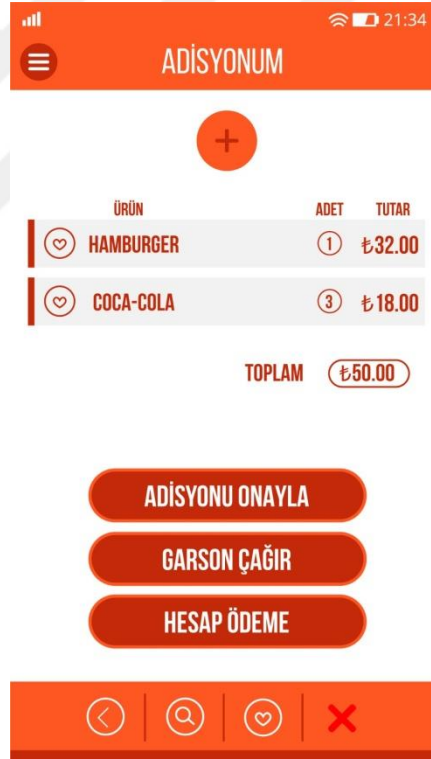 21:34
ADİSYONUM
ÜRÜN ADET TUTAR
HAMBURGER 1 ₺32.00
COCA-COLA 3 ₺18.00
TOPLAM ₺50.00
ADİSYONU ONAYLA
GARSON ÇAĞIR
HESAP ÖDEME